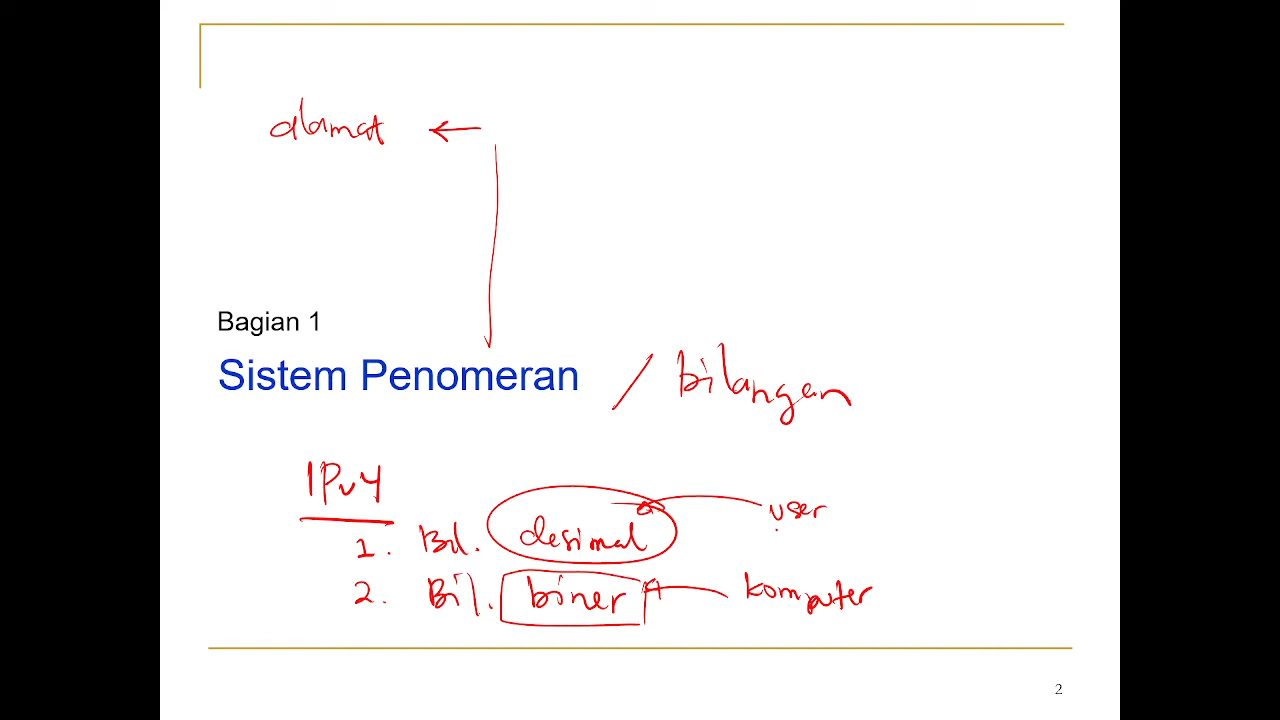 alamat ←
Bagian 1
Sistem Penomeran / bilangan
IPv4
1. Bil. desimal user
2. Bil. biner komputer
2